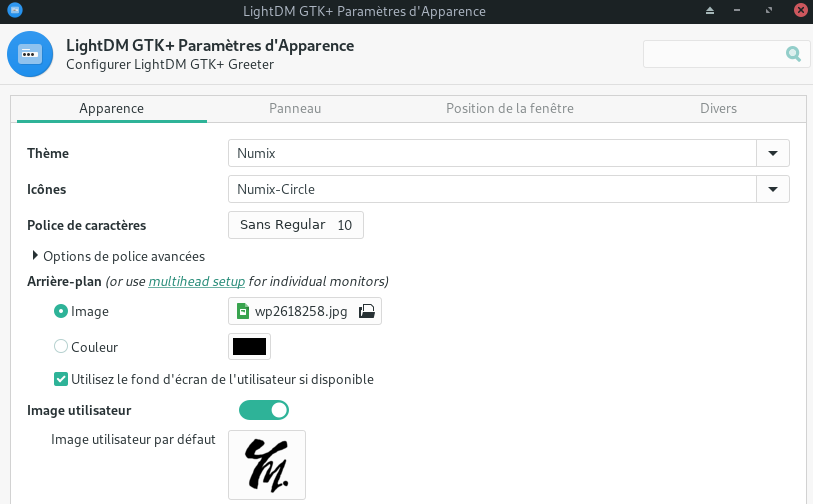 LightDM GTK+ Paramètres d'Apparence
LightDM GTK+ Paramètres d'Apparence
Configurer LightDM GTK+ Greeter
Apparence Panneau Position de la fenêtre Divers
Thème Numix
Icônes Numix-Circle
Police de caractères Sans Regular 10
Options de police avancées
Arrière-plan (or use multihead setup for individual monitors)
Image wp2618258.jpg
Couleur
Utilisez le fond d'écran de l'utilisateur si disponible
Image utilisateur
Image utilisateur par défaut